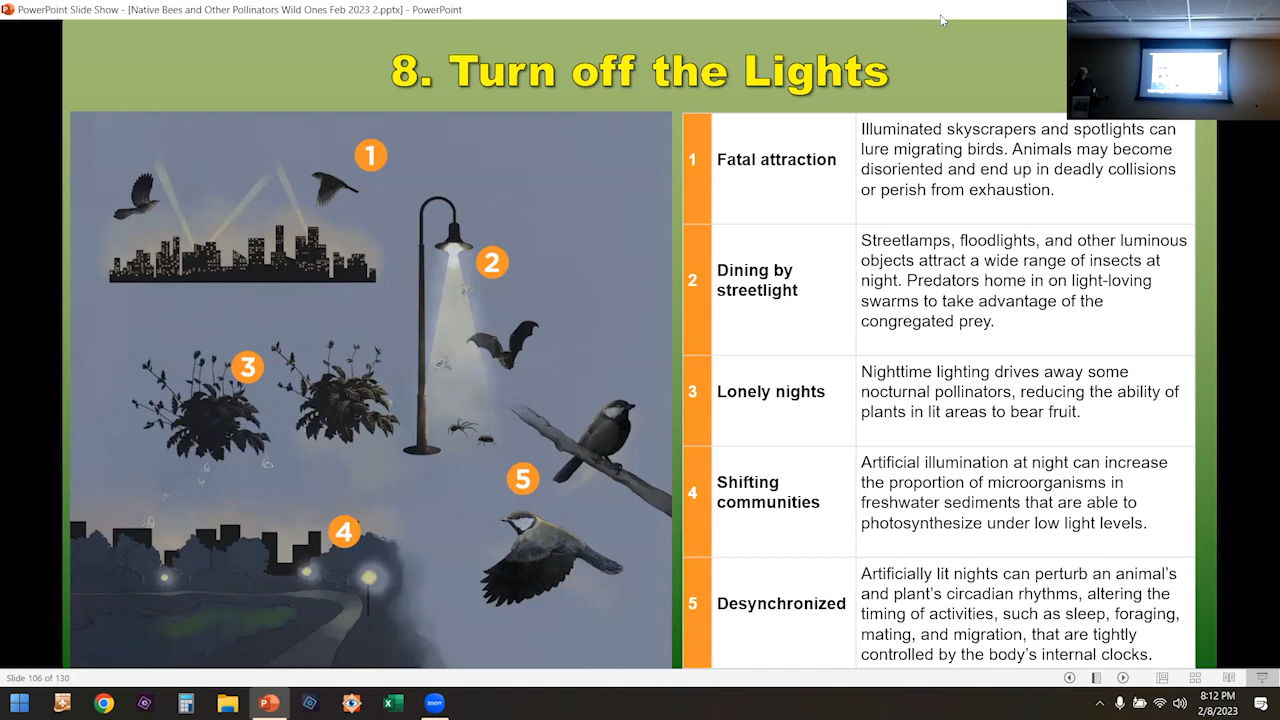 PowerPoint Slide Show - [Native Bees and Other Pollinators Wild Ones Feb 2023 2.pptx] - PowerPoint
8. Turn off the Lights
1
2
3
4
5
1 Fatal attraction
Illuminated skyscrapers and spotlights can
lure migrating birds. Animals may become
disoriented and end up in deadly collisions
or perish from exhaustion.
2 Dining by
streetlight
Streetlamps, floodlights, and other luminous
objects attract a wide range of insects at
night. Predators home in on light-loving
swarms to take advantage of the
congregated prey.
3 Lonely nights
Nighttime lighting drives away some
nocturnal pollinators, reducing the ability of
plants in lit areas to bear fruit.
4 Shifting
communities
Artificial illumination at night can increase
the proportion of microorganisms in
freshwater sediments that are able to
photosynthesize under low light levels.
5 Desynchronized
Artificially lit nights can perturb an animal's
and plant's circadian rhythms, altering the
timing of activities, such as sleep, foraging,
mating, and migration, that are tightly
controlled by the body's internal clocks.
Slide 106 of 130
zoom
8:12 PM
2/8/2023